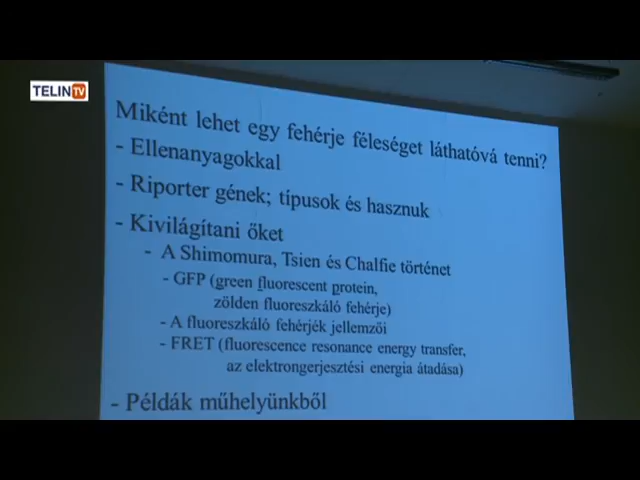 TELIN TV
Miként lehet egy fehérje féleséget láthatóvá tenni?
- Ellenanyagokkal
- Riporter gének; típusok és hasznuk
- Kivilágítani őket
- A Shimomura, Tsien és Chalfie történet
- GFP (green fluorescent protein,
zölden fluoreszkáló fehérje)
- A fluoreszkáló fehérjék jellemzői
- FRET (fluorescence resonance energy transfer,
az elektrongerjesztési energia átadása)
- Példák műhelyünkből